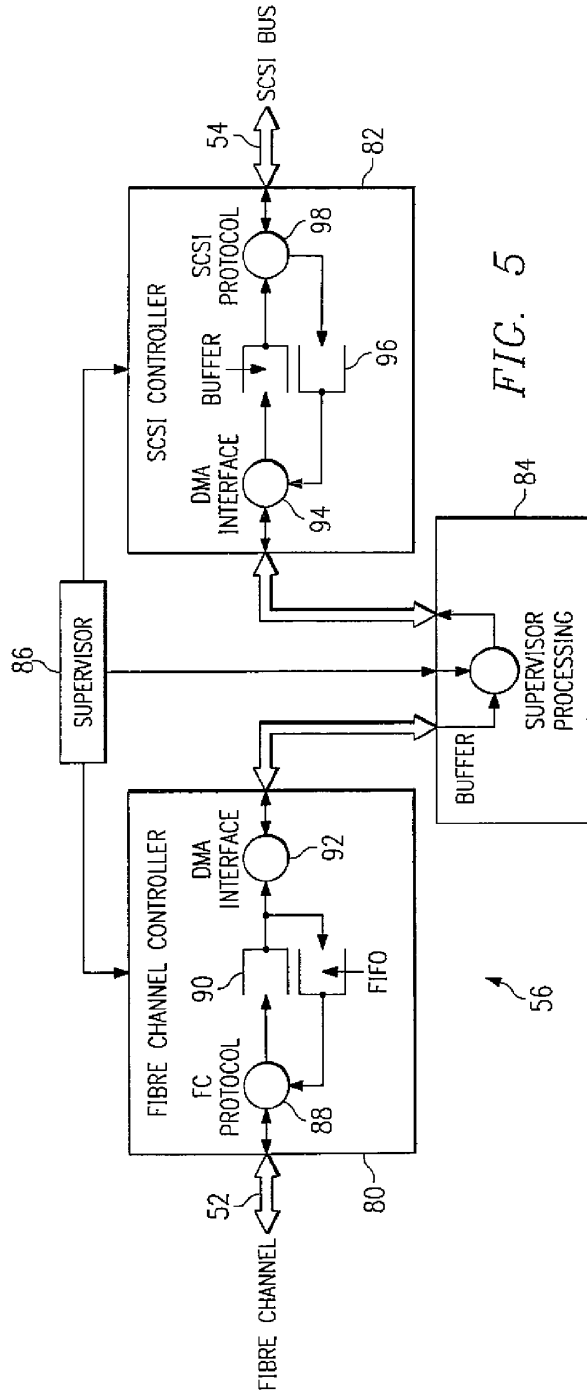 86
SUPERVISOR
FIBRE CHANNEL
52
80
FIBRE CHANNEL CONTROLLER
FC
PROTOCOL
88
90
FIFO
DMA
INTERFACE
92
56
BUFFER
SUPERVISOR
PROCESSING
84
SCSI CONTROLLER
DMA
INTERFACE
94
BUFFER
96
SCSI
PROTOCOL
98
82
54
SCSI BUS
FIG. 5